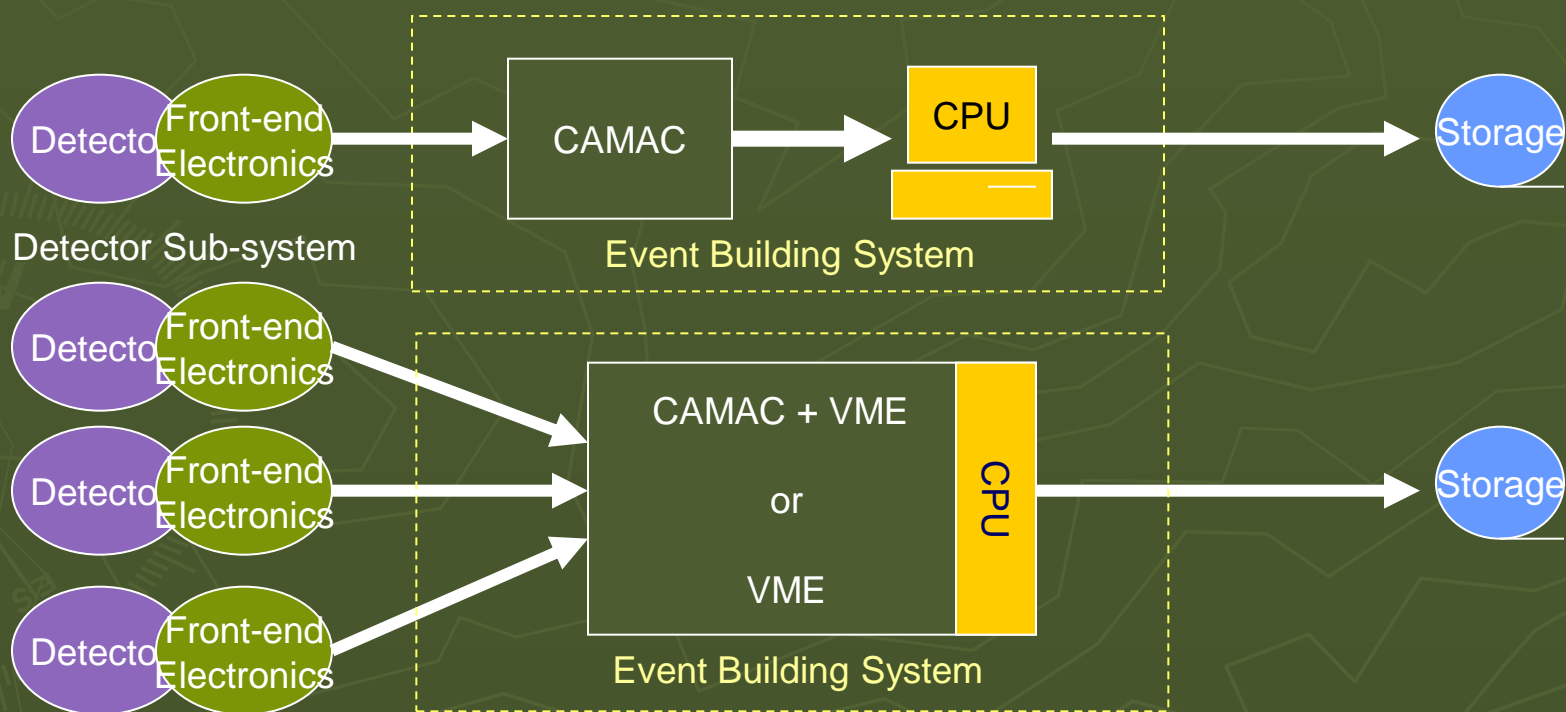 Detecto
Front-end
Electronics
CAMAC
CPU
Storage
Detector Sub-system
Event Building System
Detecto
Front-end
Electronics
Detecto
Front-end
Electronics
Detecto
Front-end
Electronics
CAMAC + VME
or
VME
CPU
Storage
Event Building System